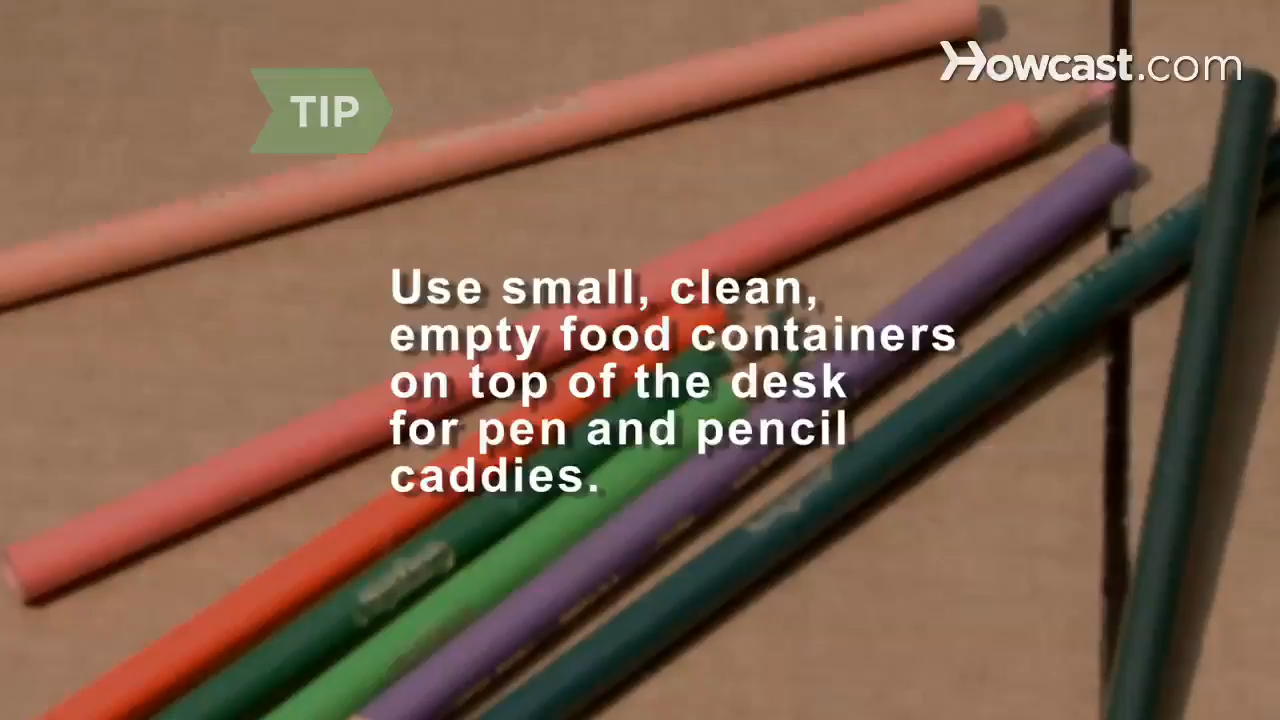 Howcast.com
TIP
Use small, clean,
empty food containers
on top of the desk
for pen and pencil
caddies.